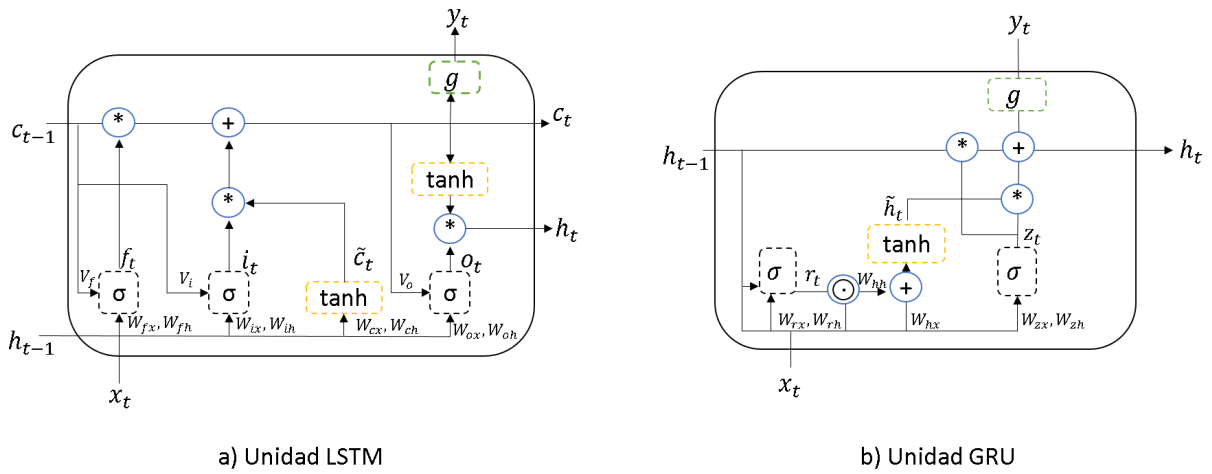 y_t
g
c_{t-1}
*
+
c_t
tanh
*
*
h_t
f_t
i_t
c̃_t
o_t
V_f
σ
V_i
σ
tanh
V_o
σ
W_{fx}, W_{fh}
W_{ix}, W_{ih}
W_{cx}, W_{ch}
W_{ox}, W_{oh}
h_{t-1}
x_t
a) Unidad LSTM
y_t
g
h_{t-1}
*
+
h_t
h̃_t
*
tanh
z_t
σ
r_t
W_{hh}
+
σ
W_{rx}, W_{rh}
W_{hx}
W_{zx}, W_{zh}
x_t
b) Unidad GRU